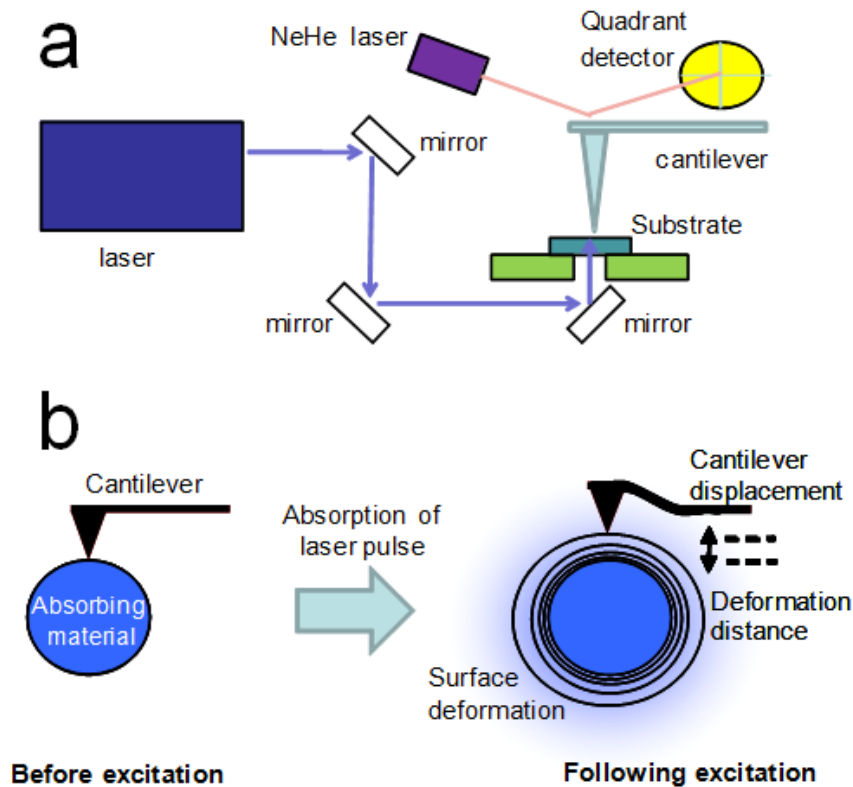 a
NeHe laser
Quadrant
detector
mirror
cantilever
laser
Substrate
mirror
mirror
b
Cantilever
Absorption of
laser pulse
Cantilever
displacement
Absorbing
material
Deformation
distance
Surface
deformation
Before excitation
Following excitation